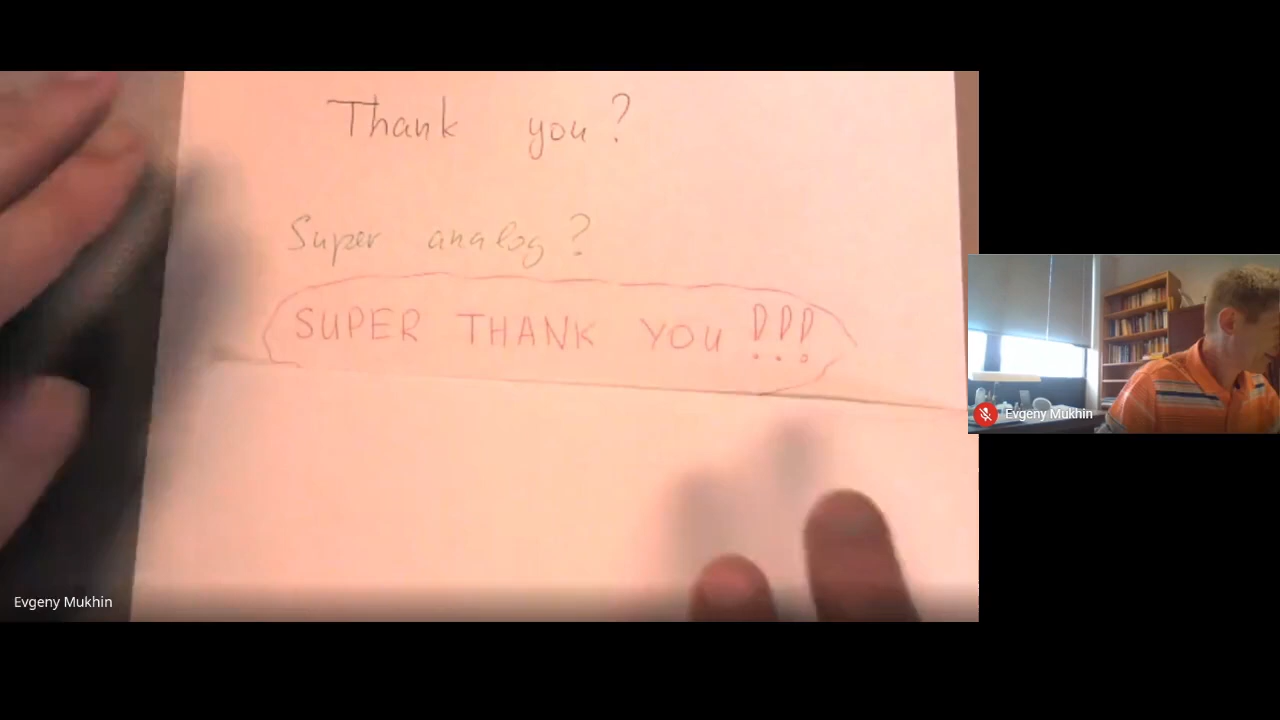 Thank you?
Super analog?
SUPER THANK YOU !!!
Evgeny Mukhin
Evgeny Mukhin